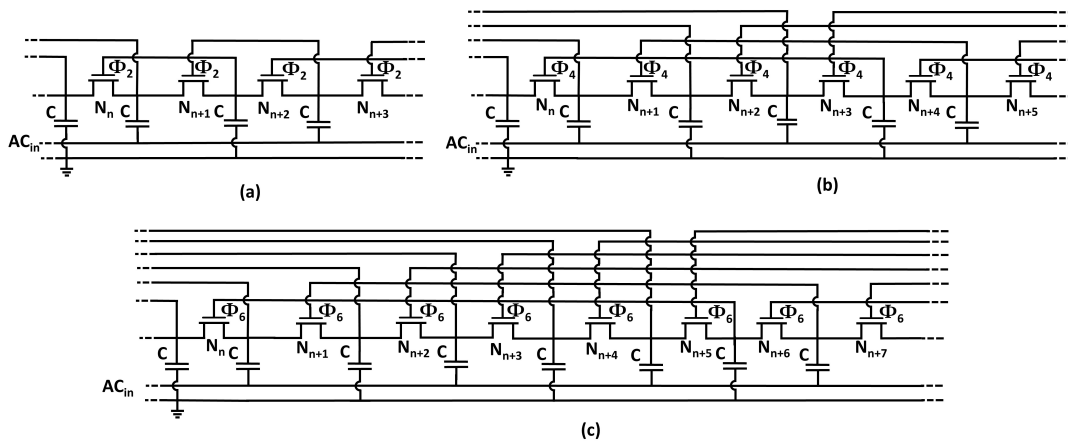 Φ2 Φ2 Φ2 Φ2
C Nn C Nn+1 C Nn+2 C Nn+3
ACin
(a)
Φ4 Φ4 Φ4 Φ4 Φ4 Φ4
C Nn C Nn+1 C Nn+2 C Nn+3 C Nn+4 C Nn+5
ACin
(b)
Φ6 Φ6 Φ6 Φ6 Φ6 Φ6 Φ6 Φ6
C Nn C Nn+1 C Nn+2 C Nn+3 C Nn+4 C Nn+5 C Nn+6 C Nn+7
ACin
(c)